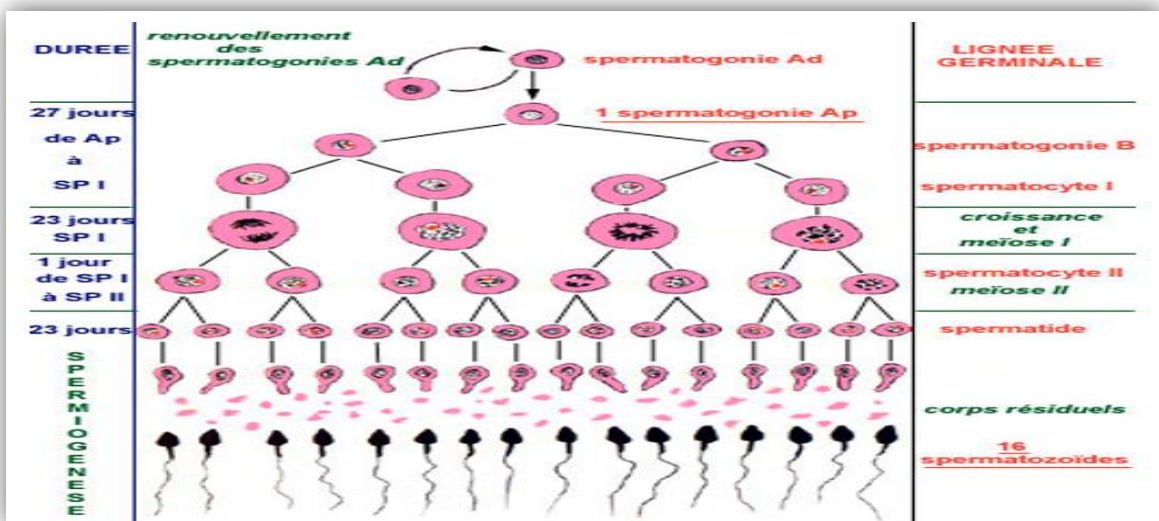 DUREE
renouvellement
des
spermatogonies Ad
spermatogonie Ad
LIGNEE
GERMINALE
27 jours
de Ap
à
SP I
1 spermatogonie Ap
spermatogonie B
spermatocyte I
23 jours
SP I
croissance
et
meïose I
1 jour
de SP I
à SP II
spermatocyte II
meïose II
23 jours
spermatide
SPERMIOGENESE
corps résiduels
16
spermatozoïdes